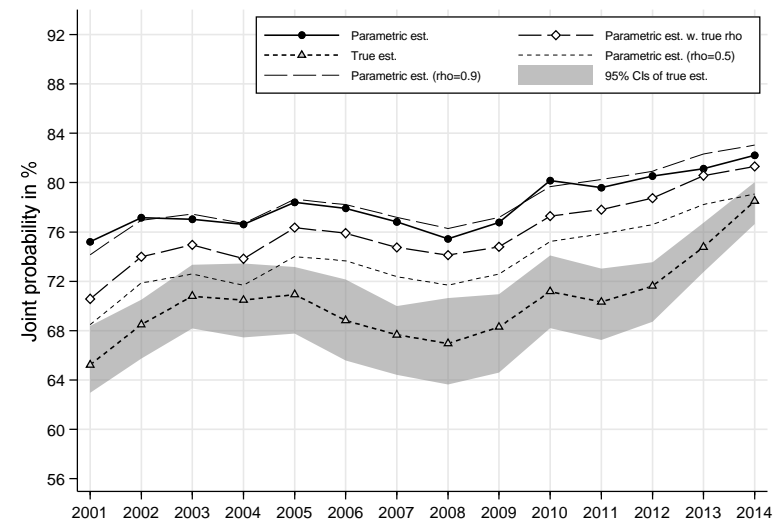 Parametric est.
Parametric est. w. true rho
True est.
Parametric est. (rho=0.5)
Parametric est. (rho=0.9)
95% CIs of true est.
Joint probability in %
92
88
84
80
76
72
68
64
60
56
2001 2002 2003 2004 2005 2006 2007 2008 2009 2010 2011 2012 2013 2014